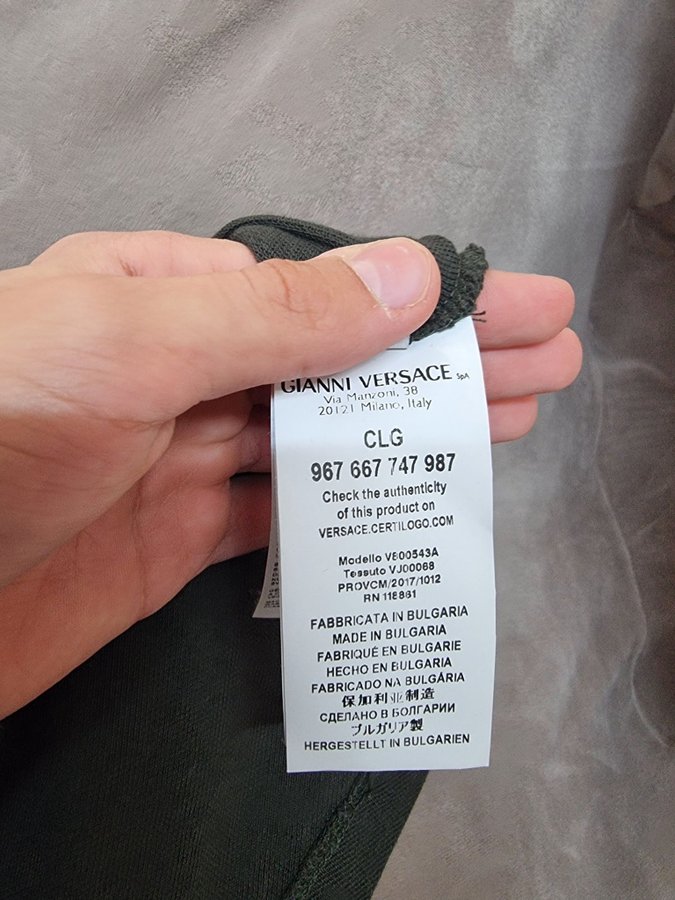 GIANNI VERSACE SpA
Via Manzoni, 38
20121 Milano, Italy
CLG
967 667 747 987
Check the authenticity
of this product on
VERSACE.CERTILOGO.COM
Modello V800543A
Tessuto VJ00068
PROVCM/2017/1012
RN 118861
FABBRICATA IN BULGARIA
MADE IN BULGARIA
FABRIQUÉ EN BULGARIE
HECHO EN BULGARIA
FABRICADO NA BULGÁRIA
保加利亚制造
СДЕЛАНО В БОЛГАРИИ
ブルガリア製
HERGESTELLT IN BULGARIEN